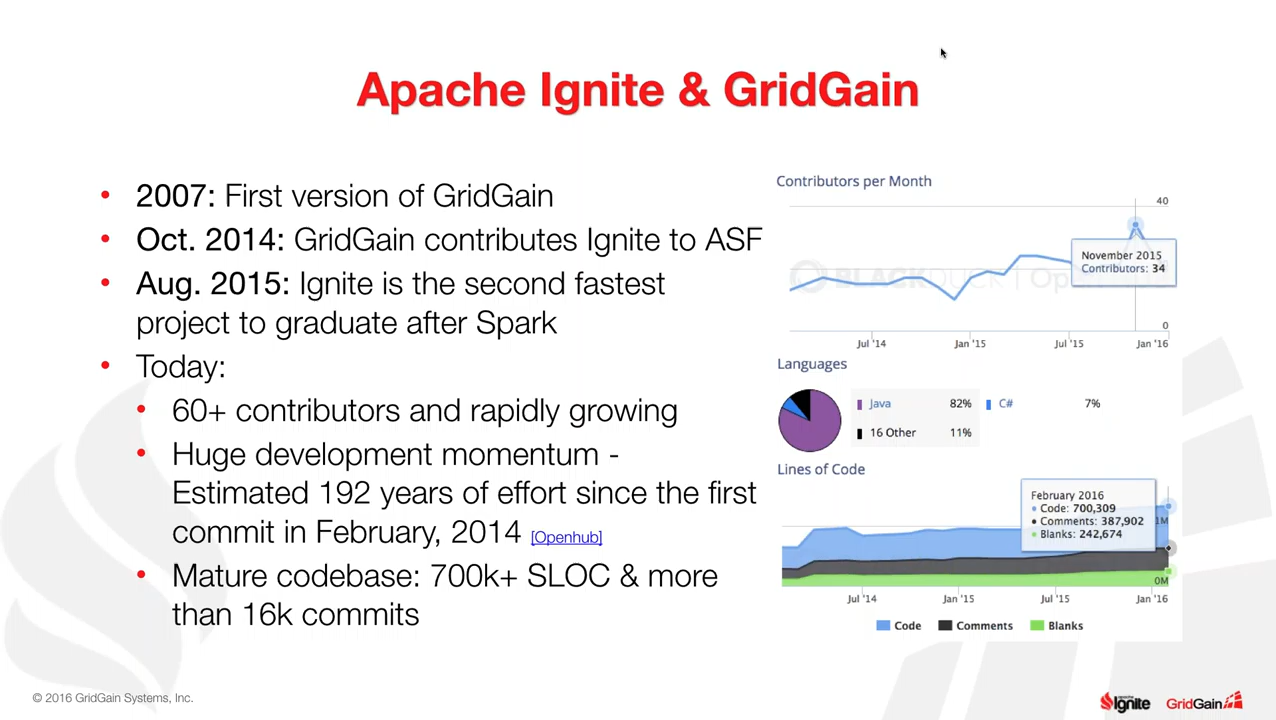 Apache Ignite & GridGain
• 2007: First version of GridGain
• Oct. 2014: GridGain contributes Ignite to ASF
• Aug. 2015: Ignite is the second fastest
project to graduate after Spark
• Today:
• 60+ contributors and rapidly growing
• Huge development momentum -
Estimated 192 years of effort since the first
commit in February, 2014 [Openhub]
• Mature codebase: 700k+ SLOC & more
than 16k commits
Contributors per Month
40
November 2015
Contributors: 34
BLACKDUCK | Op
0
Jul '14 Jan '15 Jul '15 Jan '16
Languages
Java 82% C# 7%
16 Other 11%
Lines of Code
February 2016
• Code: 700,309
• Comments: 387,902
• Blanks: 242,674
1M
0M
Jul '14 Jan '15 Jul '15 Jan '16
Code Comments Blanks
© 2016 GridGain Systems, Inc.
apache
Ignite GridGain